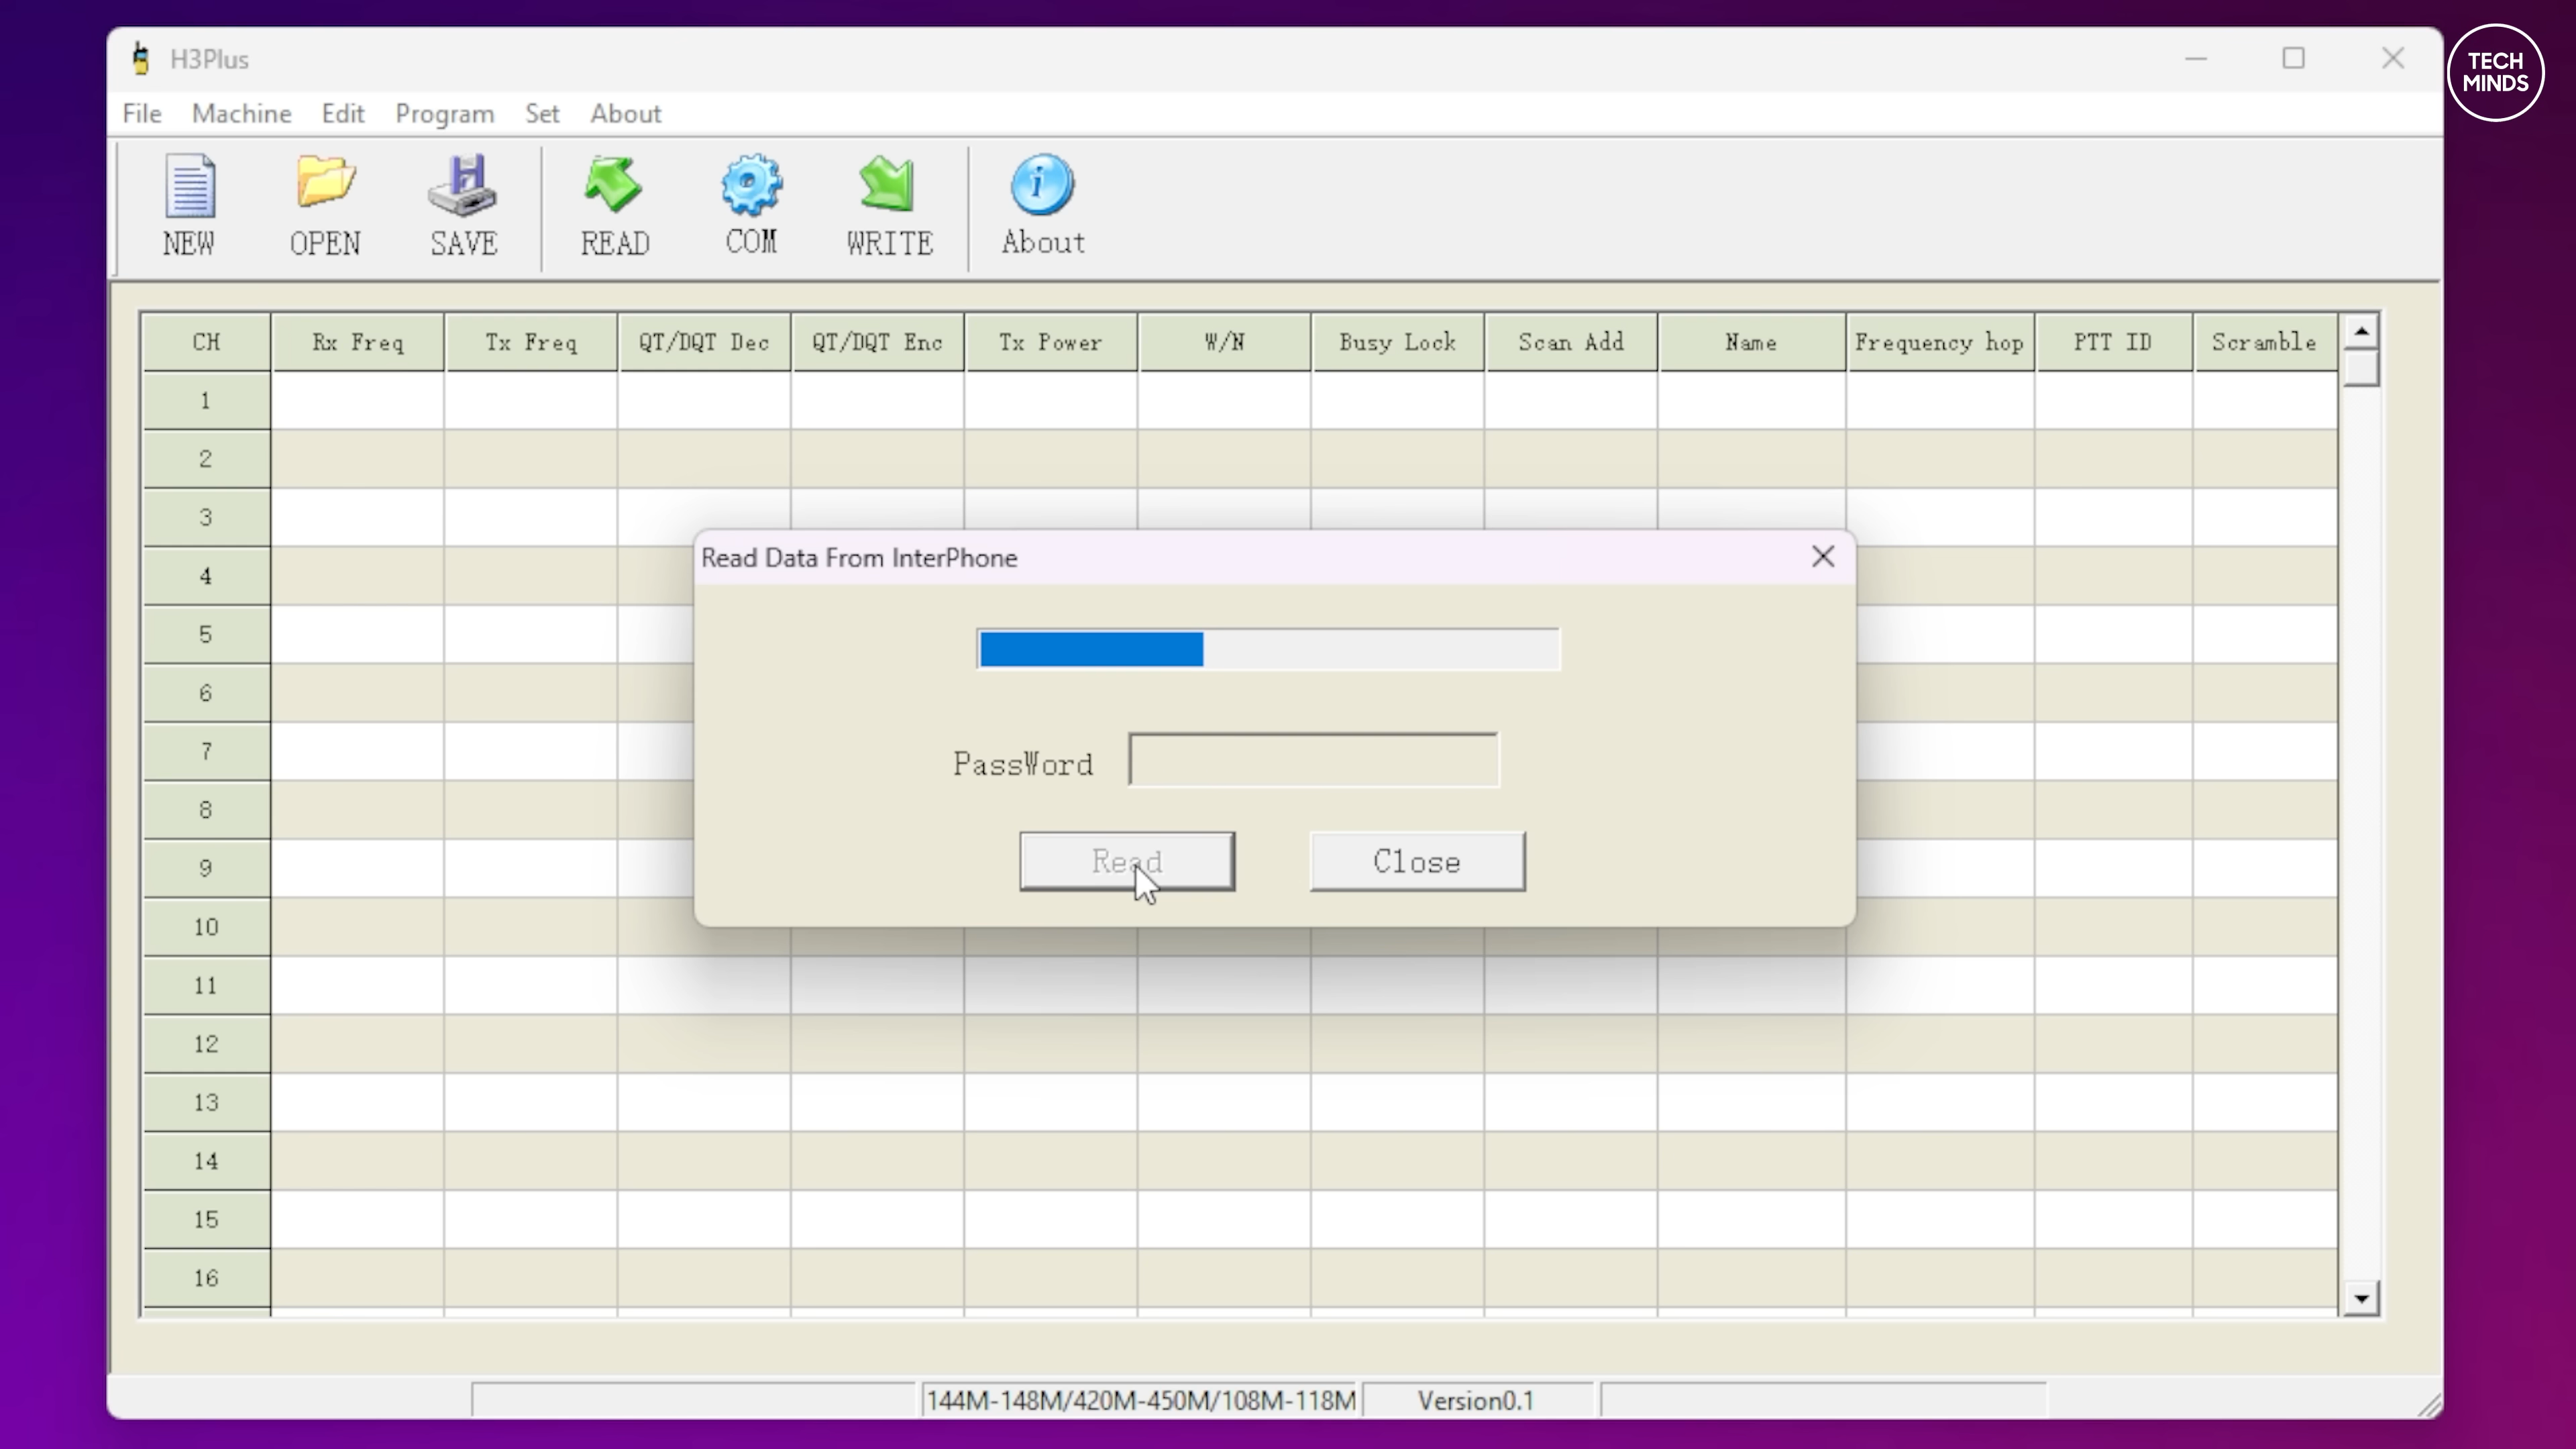 H3Plus
TECH
MINDS
File Machine Edit Program Set About
NEW OPEN SAVE READ COM WRITE About
CH Rx Freq Tx Freq QT/DQT Dec QT/DQT Enc Tx Power W/N Busy Lock Scan Add Name Frequency hop PTT ID Scramble
1
2
3
4
Read Data From InterPhone
5
6
7
PassWord
8
9
Read Close
10
11
12
13
14
15
16
144M-148M/420M-450M/108M-118M Version0.1